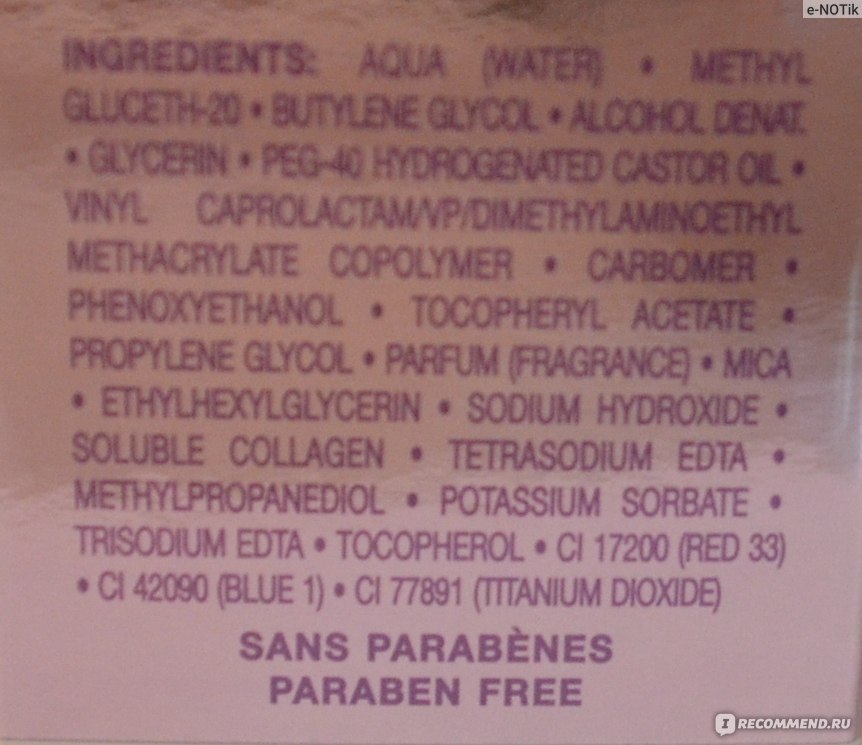 e-NOTik
INGREDIENTS: AQUA (WATER) • METHYL
GLUCETH-20 • BUTYLENE GLYCOL • ALCOHOL DENAT.
• GLYCERIN • PEG-40 HYDROGENATED CASTOR OIL •
VINYL CAPROLACTAM/VP/DIMETHYLAMINOETHYL
METHACRYLATE COPOLYMER • CARBOMER •
PHENOXYETHANOL • TOCOPHERYL ACETATE •
PROPYLENE GLYCOL • PARFUM (FRAGRANCE) • MICA
• ETHYLHEXYLGLYCERIN • SODIUM HYDROXIDE •
SOLUBLE COLLAGEN • TETRASODIUM EDTA •
METHYLPROPANEDIOL • POTASSIUM SORBATE •
TRISODIUM EDTA • TOCOPHEROL • CI 17200 (RED 33)
• CI 42090 (BLUE 1) • CI 77891 (TITANIUM DIOXIDE)
SANS PARABÈNES
PARABEN FREE
I RECOMMEND.RU